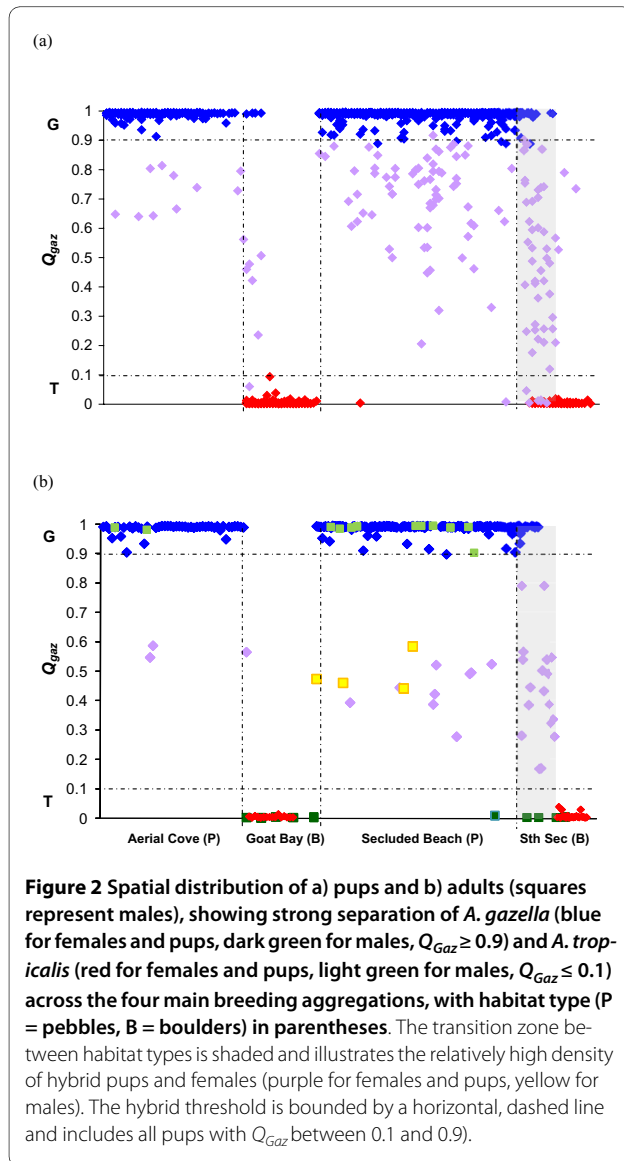 (a)
1
G
0.9
0.8
0.7
0.6
Qgaz
0.5
0.4
0.3
0.2
0.1
T
0
(b)
1
G
0.9
0.8
0.7
0.6
Qgaz
0.5
0.4
0.3
0.2
0.1
T
0
Aerial Cove (P) Goat Bay (B) Secluded Beach (P) Sth Sec (B)
Figure 2 Spatial distribution of a) pups and b) adults (squares
represent males), showing strong separation of A. gazella (blue
for females and pups, dark green for males, QGaz ≥ 0.9) and A. trop-
icalis (red for females and pups, light green for males, QGaz ≤ 0.1)
across the four main breeding aggregations, with habitat type (P
= pebbles, B = boulders) in parentheses. The transition zone be-
tween habitat types is shaded and illustrates the relatively high density
of hybrid pups and females (purple for females and pups, yellow for
males). The hybrid threshold is bounded by a horizontal, dashed line
and includes all pups with QGaz between 0.1 and 0.9).